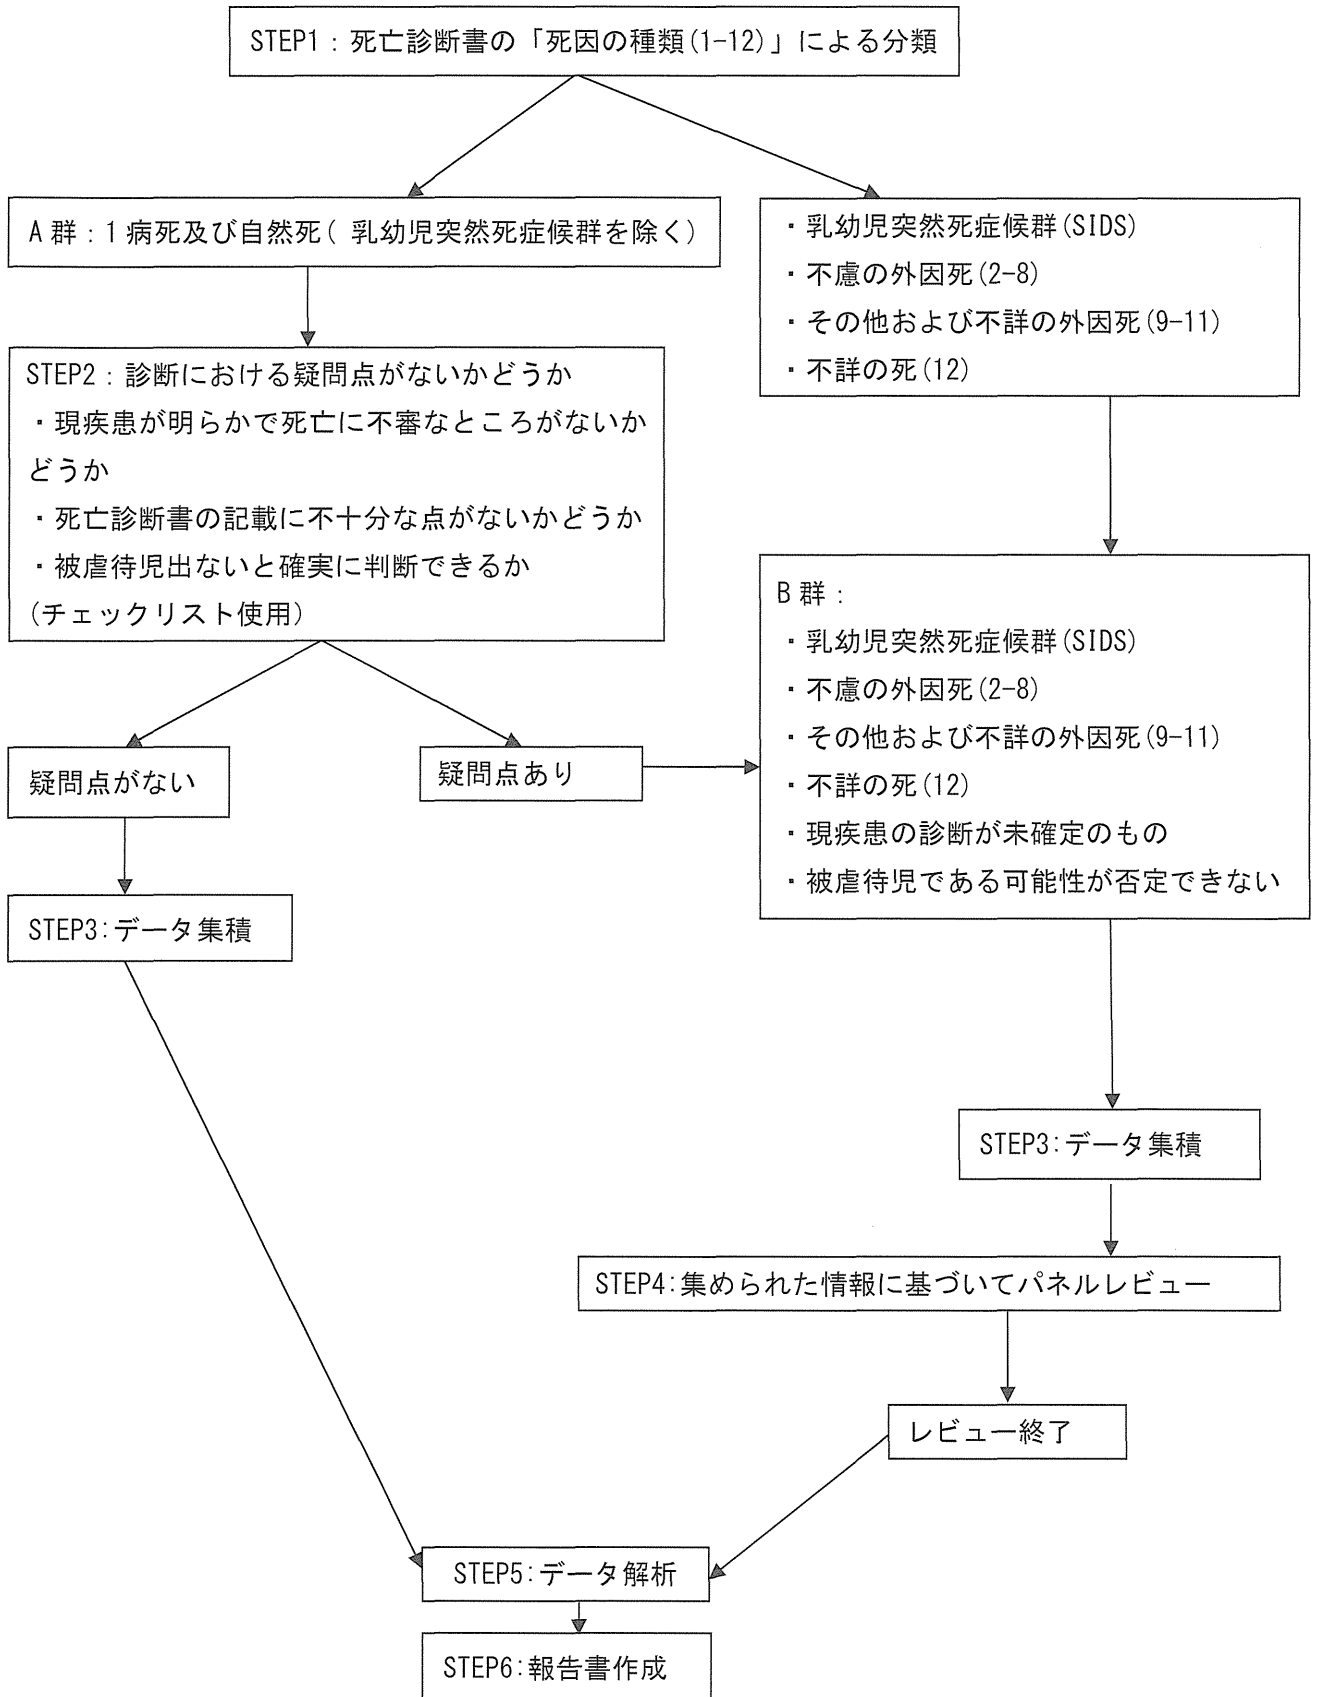 STEP1：死亡診断書の「死因の種類(1-12)」による分類
A群：1病死及び自然死( 乳幼児突然死症候群を除く)
・乳幼児突然死症候群(SIDS)
・不慮の外因死(2-8)
・その他および不詳の外因死(9-11)
・不詳の死(12)
STEP2：診断における疑問点がないかどうか
・現疾患が明らかで死亡に不審なところがないか
どうか
・死亡診断書の記載に不十分な点がないかどうか
・被虐待児出ないと確実に判断できるか
(チェックリスト使用)
疑問点がない
疑問点あり
B群：
・乳幼児突然死症候群(SIDS)
・不慮の外因死(2-8)
・その他および不詳の外因死(9-11)
・不詳の死(12)
・現疾患の診断が未確定のもの
・被虐待児である可能性が否定できない
STEP3:データ集積
STEP3:データ集積
STEP4:集められた情報に基づいてパネルレビュー
レビュー終了
STEP5:データ解析
STEP6:報告書作成